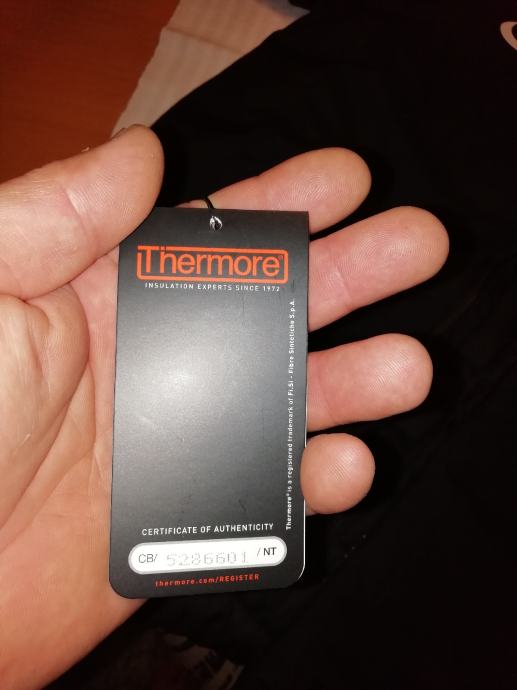 Thermore®
INSULATION EXPERTS SINCE 1972
Thermore® is a registered trademark of Fi.Si - Fibre Sintetiche S.p.A.
CERTIFICATE OF AUTHENTICITY
CB/ 5286601 / NT
thermore.com/REGISTER